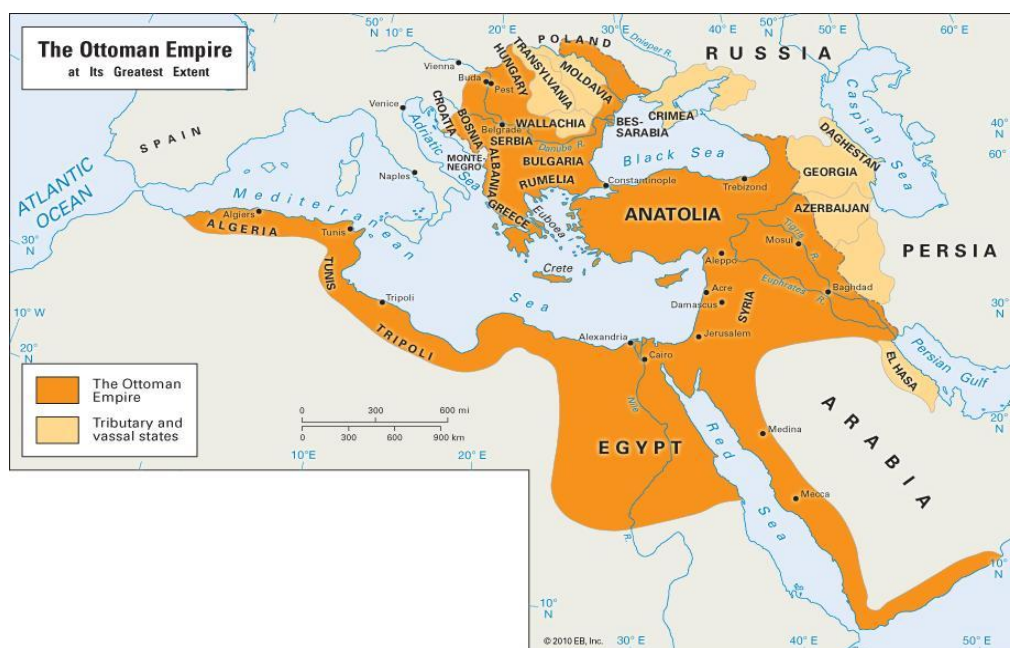 The Ottoman Empire
at Its Greatest Extent
50° N
10° E
0°
20° E
POLAND
Dnieper R.
RUSSIA
50° N
40° E
50° E
60° E
Vienna
Buda
Pest
HUNGARY
TRANSYLVANIA
MOLDAVIA
Venice
CROATIA
BOSNIA
Belgrade
SERBIA
WALLACHIA
BES-
SARABIA
CRIMEA
Caspian Sea
40° N
60° E
DAGHESTAN
SPAIN
Adriatic Sea
MONTE-
NEGRO
ALBANIA
Danube R.
BULGARIA
RUMELIA
Black Sea
GEORGIA
ATLANTIC
OCEAN
Naples
Constantinople
Trebizond
AZERBAIJAN
Mediterranean Sea
Algiers
ALGERIA
Tunis
GREECE
Euboea
ANATOLIA
Tigris R.
Mosul
PERSIA
30° N
TUNIS
Crete
Aleppo
Euphrates R.
Baghdad
Tripoli
Acre
Damascus
SYRIA
30° N
10° W
TRIPOLI
Alexandria
Jerusalem
Cairo
Persian Gulf
20° N
EL HASA
The Ottoman
Empire
Tributary and
vassal states
0 300 600 mi
0 300 600 900 km
Nile R.
ARABIA
20° N
Medina
EGYPT
Red Sea
Mecca
0°
10° E
20° E
10° N
10° N
© 2010 EB, Inc.
30° E
40° E
50° E